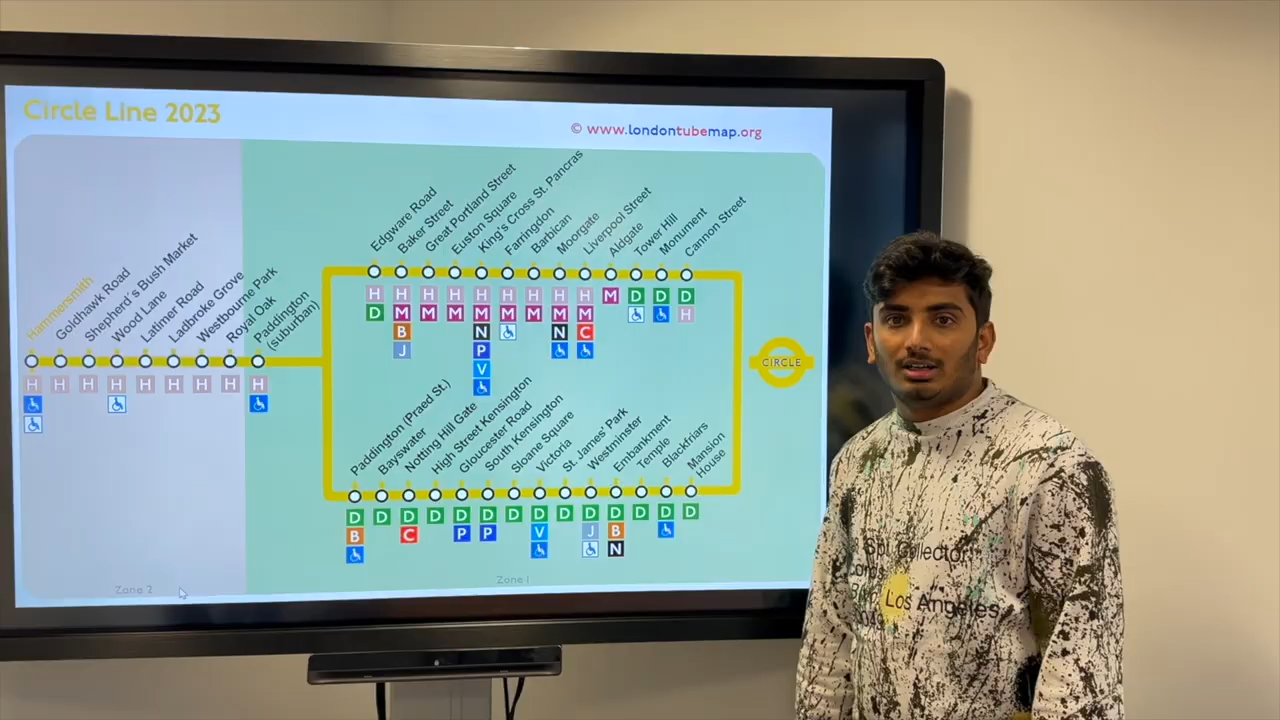 Circle Line 2023
© www.londontubemap.org
Hammersmith
Goldhawk Road
Shepherd's Bush Market
Wood Lane
Latimer Road
Ladbroke Grove
Westbourne Park
Royal Oak
Paddington
(suburban)
Edgware Road
Baker Street
Great Portland Street
Euston Square
King's Cross St. Pancras
Farringdon
Barbican
Moorgate
Liverpool Street
Aldgate
Tower Hill
Monument
Cannon Street
H H H H H H H H H
H H H H H H H H H M D D D
D M M M M M M M M H
B N N C
J P
V
CIRCLE
Paddington (Praed St.)
Bayswater
Notting Hill Gate
High Street Kensington
Gloucester Road
South Kensington
Sloane Square
Victoria
St. James' Park
Westminster
Embankment
Temple
Blackfriars
Mansion
House
D D D D D D D D D D D D D D
B C P P V J B
N
Zone 2
Zone 1
Collector
Los Angeles